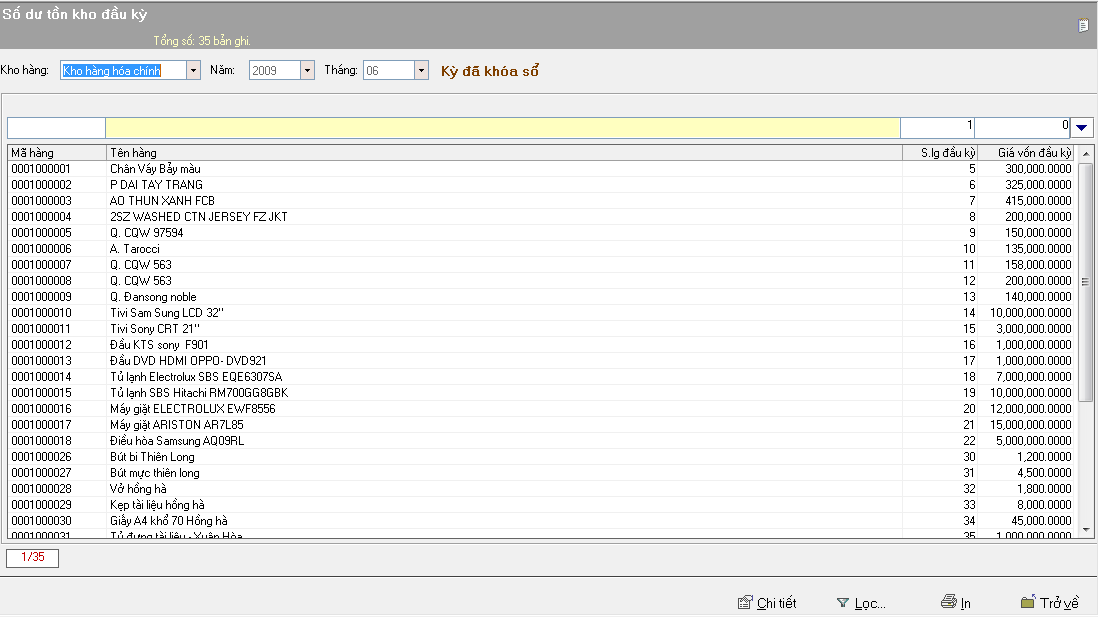 Số dư tồn kho đầu kỳ
Tổng số: 35 bản ghi.
Kho hàng: Kho hàng hóa chính Năm: 2009 Tháng: 06 Kỳ đã khóa sổ
1 0
Mã hàng Tên hàng S.lg đầu kỳ Giá vốn đầu kỳ
0001000001 Chân Váy Bảy màu 5 300,000.0000
0001000002 P DAI TAY TRANG 6 325,000.0000
0001000003 AO THUN XANH FCB 7 415,000.0000
0001000004 2SZ WASHED CTN JERSEY FZ JKT 8 200,000.0000
0001000005 Q. CQW 97594 9 150,000.0000
0001000006 A. Tarocci 10 135,000.0000
0001000007 Q. CQW 563 11 158,000.0000
0001000008 Q. CQW 563 12 200,000.0000
0001000009 Q. Đansong noble 13 140,000.0000
0001000010 Tivi Sam Sung LCD 32" 14 10,000,000.0000
0001000011 Tivi Sony CRT 21" 15 3,000,000.0000
0001000012 Đầu KTS sony F901 16 1,000,000.0000
0001000013 Đầu DVD HDMI OPPO- DVD921 17 1,000,000.0000
0001000014 Tủ lạnh Electrolux SBS EQE6307SA 18 7,000,000.0000
0001000015 Tủ lạnh SBS Hitachi RM700GG8GBK 19 10,000,000.0000
0001000016 Máy giặt ELECTROLUX EWF8556 20 12,000,000.0000
0001000017 Máy giặt ARISTON AR7L85 21 15,000,000.0000
0001000018 Điều hòa Samsung AQ09RL 22 5,000,000.0000
0001000026 Bút bi Thiên Long 30 1,200.0000
0001000027 Bút mực thiên long 31 4,500.0000
0001000028 Vở hồng hà 32 1,800.0000
0001000029 Kẹp tài liệu hồng hà 33 8,000.0000
0001000030 Giấy A4 khổ 70 Hồng hà 34 45,000.0000
0001000031 Tủ đựng tài liệu - Xuân Hòa 35 1,000,000.0000
1/35
Chi tiết Lọc... In Trở về